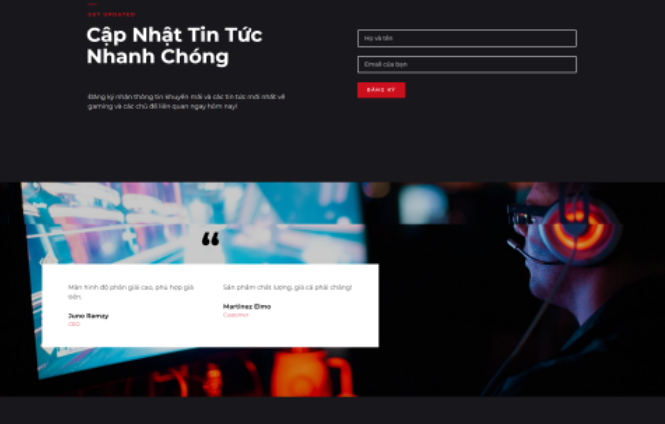 GET UPDATED
Cập Nhật Tin Tức
Nhanh Chóng
Họ và tên
Email của bạn
Đăng ký nhận thông tin khuyến mãi và các tin tức mới nhất về
gaming và các chủ đề liên quan ngay hôm nay!
ĐĂNG KÝ
“
Màn hình độ phân giải cao, phù hợp giá
tiền.
Juno Ramsy
CEO
Sản phẩm chất lượng, giá cả phải chăng!
Martinez Elmo
Customer